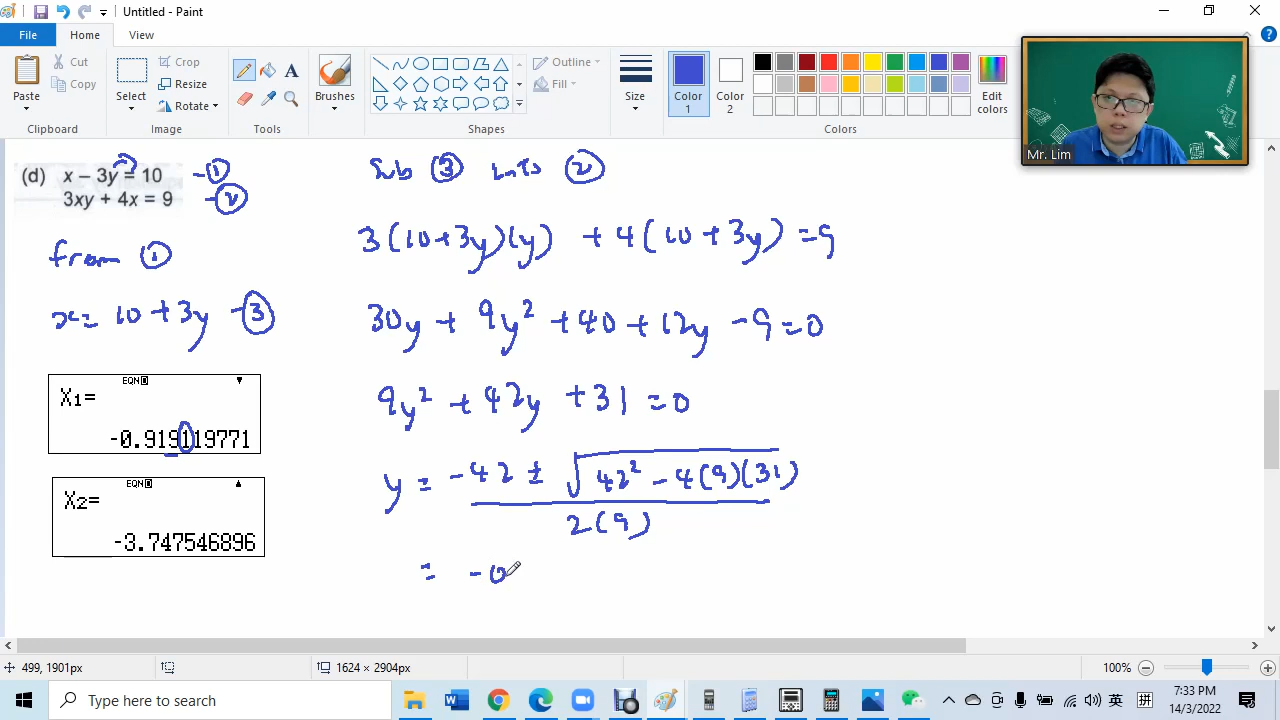 Untitled - Paint
File Home View
Paste Cut Copy Clipboard
Select Crop Resize Rotate Image
Tools
Brushes
Outline Fill Shapes
Size
Color 1 Color 2 Edit colors Colors
Mr. Lim
(d) x − 3y = 10 -①
3xy + 4x = 9 -②
from ①
x = 10 + 3y -③
EQN
X₁=
-0.919119771
EQN
X₂=
-3.747546896
Sub ③ into ②
3(10+3y)(y) + 4(10+3y) = 9
30y + 9y² + 40 + 12y - 9 = 0
9y² + 42y + 31 = 0
y = -42 ± √42² - 4(9)(31)
2(9)
= -0
499, 1901px 1624 × 2904px 100%
Type here to search
英 拼 7:33 PM
14/3/2022